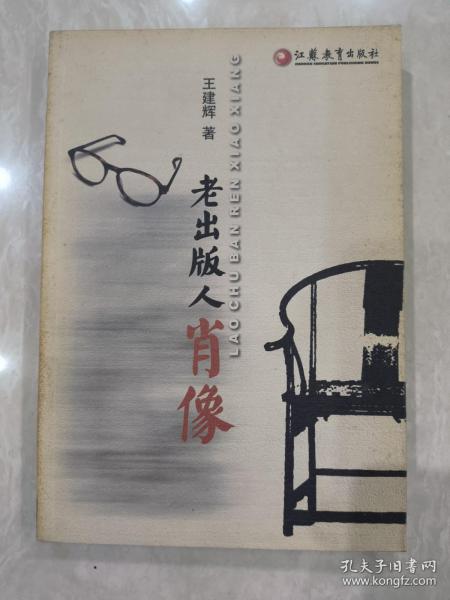 江苏教育出版社
JIANGSU EDUCATION PUBLISHING HOUSE
王建辉 著
老出版人肖像
LAO CHU BAN REN XIAO XIANG
孔夫子旧书网
www.kongfz.com